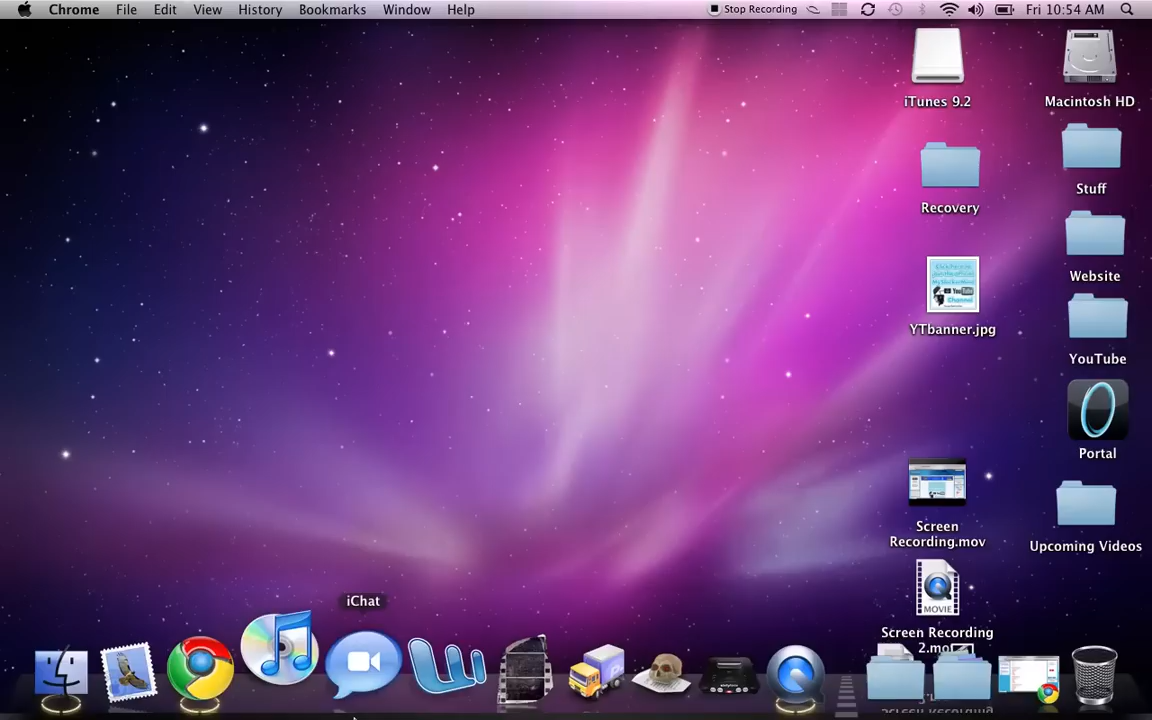 Chrome File Edit View History Bookmarks Window Help Stop Recording Fri 10:54 AM
iTunes 9.2
Macintosh HD
Stuff
Recovery
Website
YTbanner.jpg
YouTube
Portal
Screen
Recording.mov
Upcoming Videos
iChat
MOVIE
Screen Recording
2.mov